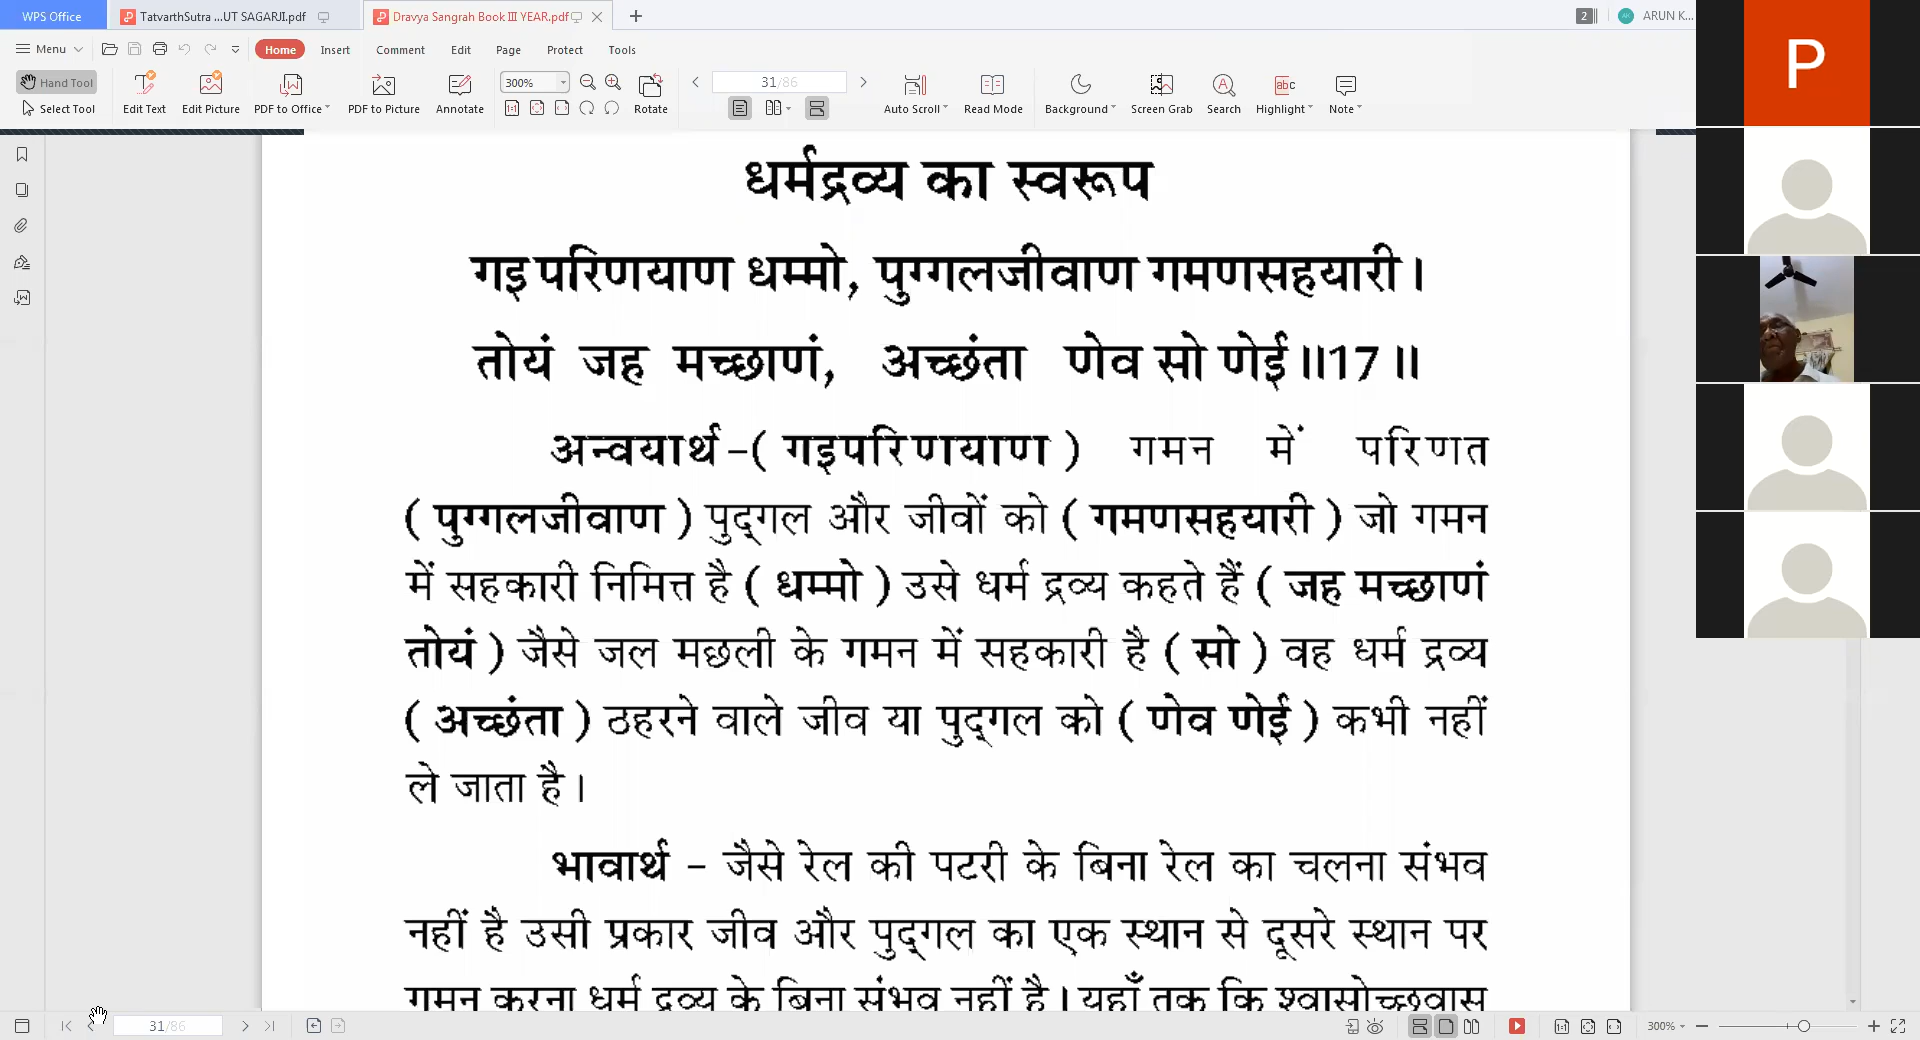 WPS Office
TatvarthSutra ...UT SAGARJI.pdf
Dravya Sangrah Book III YEAR.pdf
2
ARUN K...
Menu
Home Insert Comment Edit Page Protect Tools
Hand Tool
Select Tool
Edit Text
Edit Picture
PDF to Office
PDF to Picture
Annotate
300%
Rotate
31/86
Auto Scroll
Read Mode
Background
Screen Grab
Search
Highlight
Note
P
धर्मद्रव्य का स्वरूप
गइपरिणयाण धम्मो, पुग्गलजीवाण गमणसहयारी।
तोयं जह मच्छाणं, अच्छंता णेव सो णेई॥17॥
अन्वयार्थ-( गइपरिणयाण ) गमन में परिणत
( पुग्गलजीवाण ) पुद्गल और जीवों को ( गमणसहयारी ) जो गमन
में सहकारी निमित्त है ( धम्मो ) उसे धर्म द्रव्य कहते हैं ( जह मच्छाणं
तोयं ) जैसे जल मछली के गमन में सहकारी है ( सो ) वह धर्म द्रव्य
( अच्छंता ) ठहरने वाले जीव या पुद्गल को ( णेव णेई ) कभी नहीं
ले जाता है।
भावार्थ - जैसे रेल की पटरी के बिना रेल का चलना संभव
नहीं है उसी प्रकार जीव और पुद्गल का एक स्थान से दूसरे स्थान पर
गमन करना धर्म द्रव्य के बिना संभव नहीं है। यहाँ तक कि श्वासोच्छवास
31/86
300%